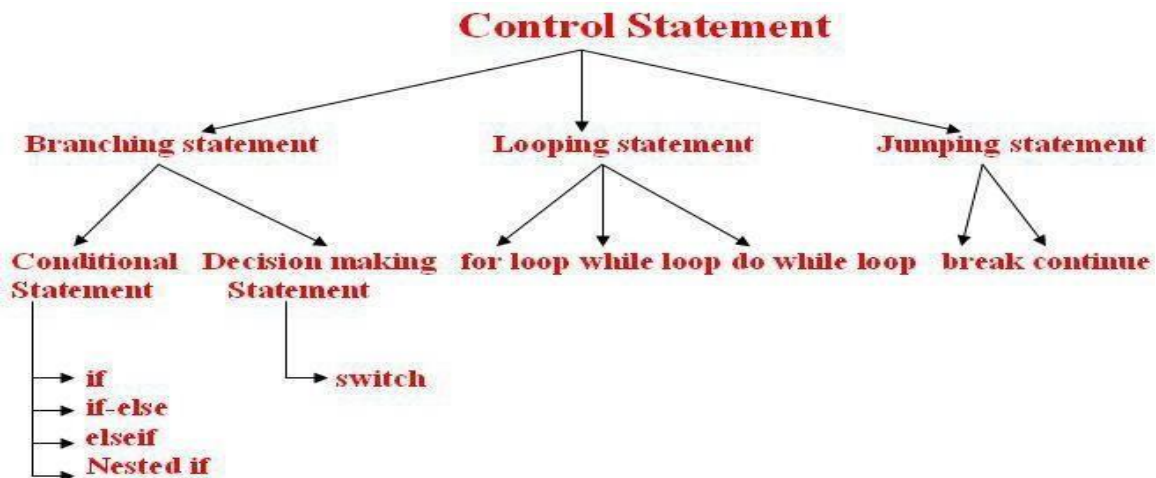 Control Statement
Branching statement
Looping statement
Jumping statement
Conditional
Statement
Decision making
Statement
for loop while loop do while loop
break continue
if
if-else
elseif
Nested if
switch